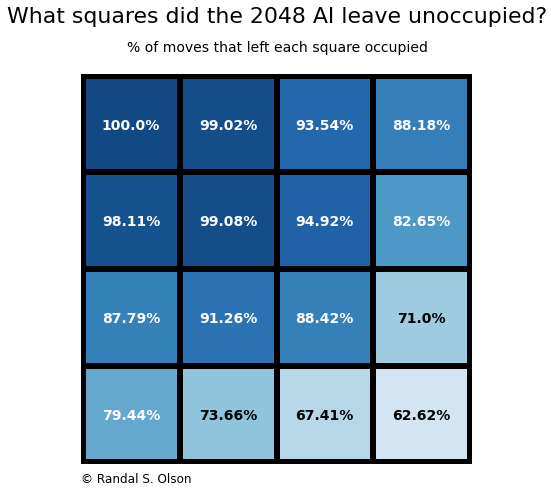 What squares did the 2048 AI leave unoccupied?
% of moves that left each square occupied
100.0% 99.02% 93.54% 88.18%
98.11% 99.08% 94.92% 82.65%
87.79% 91.26% 88.42% 71.0%
79.44% 73.66% 67.41% 62.62%
© Randal S. Olson